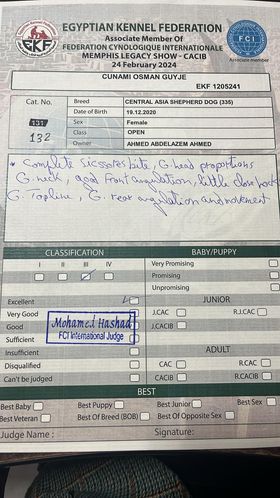 EGYPTIAN KENNEL FEDERATION
Associate Member Of
FEDERATION CYNOLOGIQUE INTERNATIONALE
MEMPHIS LEGACY SHOW - CACIB
24 February 2024
EKF
FCI
Associate member
CUNAMI OSMAN GUYJE
EKF 1205241
Cat. No.
131
132
Breed CENTRAL ASIA SHEPHERD DOG (335)
Date of Birth 19.12.2020
Sex Female
Class OPEN
Owner AHMED ABDELAZEM AHMED
• Complete Sicssors bite, G. head proportions
G. neck, good Front angulation, little close front
G. Topline, G. rear angulation and movement
CLASSIFICATION
I II III IV
Excellent
Very Good
Good
Sufficient
Insufficient
Disqualified
Can't be judged
Mohamed Hashad
FCI International Judge
BABY/PUPPY
Very Promising
Promising
Unpromising
JUNIOR
J.CAC R.J.CAC
J.CACIB
ADULT
CAC R.CAC
CACIB R.CACIB
BEST
Best Baby Best Puppy Best Junior Best Sex
Best Veteran Best Of Breed (BOB) Best Of Opposite Sex
Judge Name : Signature: